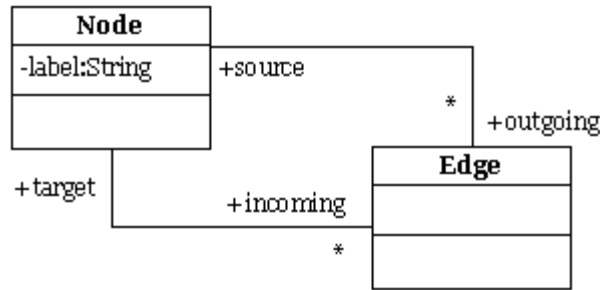 Node
-label:String
+source
*
+outgoing
Edge
+target
+incoming
*